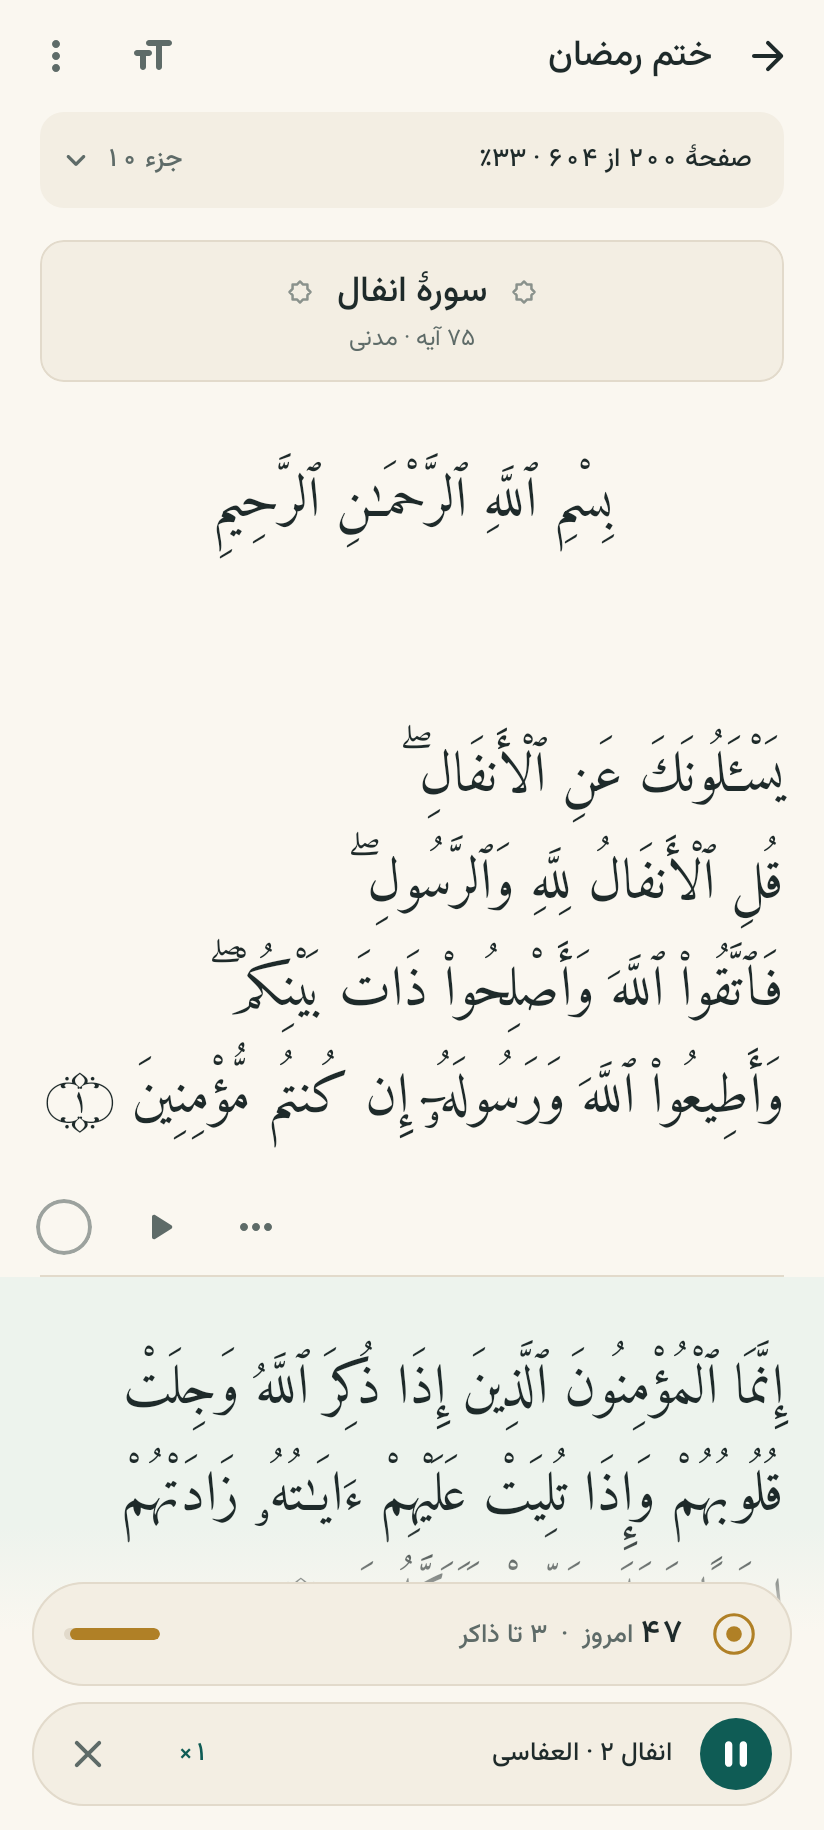 ختم رمضان
صفحهٔ ۲۰۰ از ۶۰۴ · ۳۳٪ جزء ۱۰
سورهٔ انفال
۷۵ آیه · مدنی
بِسْمِ ٱللَّهِ ٱلرَّحْمَـٰنِ ٱلرَّحِيمِ
يَسْـَٔلُونَكَ عَنِ ٱلْأَنفَالِ ۖ
قُلِ ٱلْأَنفَالُ لِلَّهِ وَٱلرَّسُولِ ۖ
فَٱتَّقُوا۟ ٱللَّهَ وَأَصْلِحُوا۟ ذَاتَ بَيْنِكُمْ ۖ
وَأَطِيعُوا۟ ٱللَّهَ وَرَسُولَهُۥٓ إِن كُنتُم مُّؤْمِنِينَ ۝١
إِنَّمَا ٱلْمُؤْمِنُونَ ٱلَّذِينَ إِذَا ذُكِرَ ٱللَّهُ وَجِلَتْ
قُلُوبُهُمْ وَإِذَا تُلِيَتْ عَلَيْهِمْ ءَايَـٰتُهُۥ زَادَتْهُمْ
۴۷ امروز · ۳ تا ذاکر
انفال ۲ · العفاسی ۱×